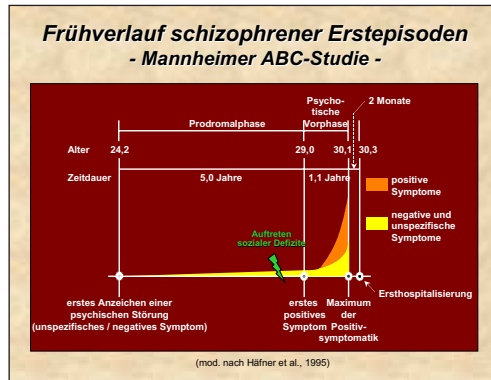 Frühverlauf schizophrener Erstepisoden
- Mannheimer ABC-Studie -
Psycho-
tische
Prodromalphase
Vorphase
2 Monate
Alter
24,2
29,0
30,1
30,3
Zeitdauer
5,0 Jahre
1,1 Jahre
positive
Symptome
negative und
unspezifische
Symptome
Auftreten
sozialer Defizite
Ersthospitalisierung
erstes Anzeichen einer
psychischen Störung
(unspezifisches / negatives Symptom)
erstes
positives
Symptom
Maximum
der
Positiv-
symptomatik
(mod. nach Häfner et al., 1995)